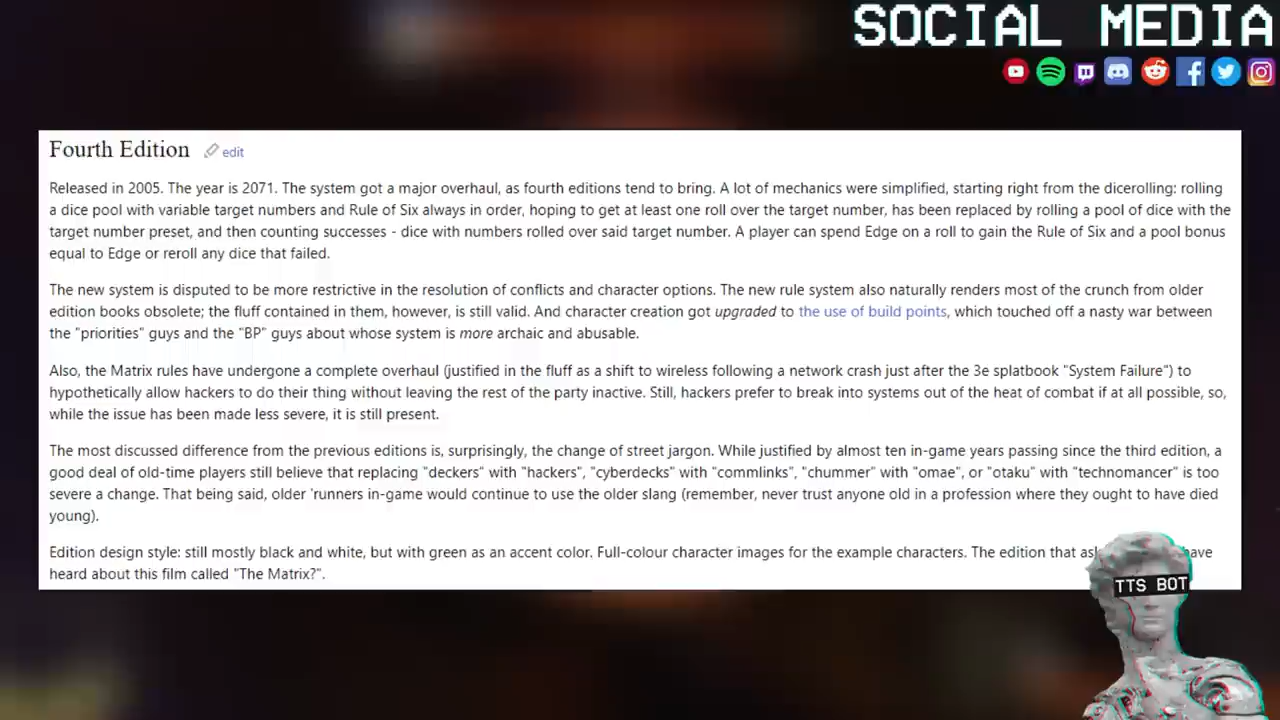 SOCIAL MEDIA
Fourth Edition edit
Released in 2005. The year is 2071. The system got a major overhaul, as fourth editions tend to bring. A lot of mechanics were simplified, starting right from the dicerolling: rolling
a dice pool with variable target numbers and Rule of Six always in order, hoping to get at least one roll over the target number, has been replaced by rolling a pool of dice with the
target number preset, and then counting successes - dice with numbers rolled over said target number. A player can spend Edge on a roll to gain the Rule of Six and a pool bonus
equal to Edge or reroll any dice that failed.
The new system is disputed to be more restrictive in the resolution of conflicts and character options. The new rule system also naturally renders most of the crunch from older
edition books obsolete; the fluff contained in them, however, is still valid. And character creation got upgraded to the use of build points, which touched off a nasty war between
the "priorities" guys and the "BP" guys about whose system is more archaic and abusable.
Also, the Matrix rules have undergone a complete overhaul (justified in the fluff as a shift to wireless following a network crash just after the 3e splatbook "System Failure") to
hypothetically allow hackers to do their thing without leaving the rest of the party inactive. Still, hackers prefer to break into systems out of the heat of combat if at all possible, so,
while the issue has been made less severe, it is still present.
The most discussed difference from the previous editions is, surprisingly, the change of street jargon. While justified by almost ten in-game years passing since the third edition, a
good deal of old-time players still believe that replacing "deckers" with "hackers", "cyberdecks" with "commlinks", "chummer" with "omae", or "otaku" with "technomancer" is too
severe a change. That being said, older 'runners in-game would continue to use the older slang (remember, never trust anyone old in a profession where they ought to have died
young).
Edition design style: still mostly black and white, but with green as an accent color. Full-colour character images for the example characters. The edition that have
heard about this film called "The Matrix?".
TTS BOT